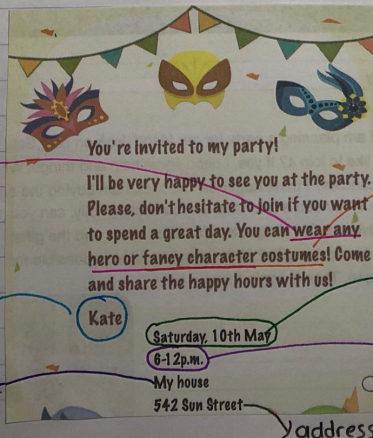 You're invited to my party!
I'll be very happy to see you at the party.
Please, don't hesitate to join if you want
to spend a great day. You can wear any
hero or fancy character costumes! Come
and share the happy hours with us!
Kate
Saturday, 10th May
6-12p.m.
My house
542 Sun Street
address